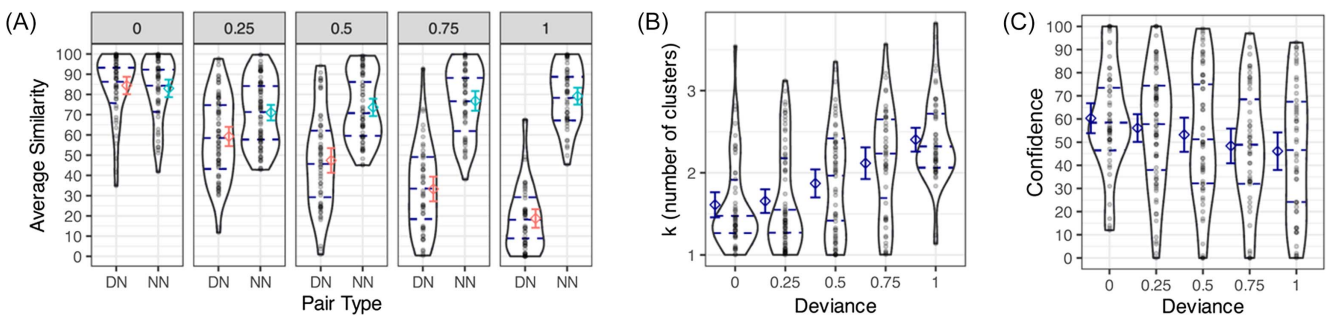 (A)
0 0.25 0.5 0.75 1
Average Similarity
100
90
80
70
60
50
40
30
20
10
0
DN NN DN NN DN NN DN NN DN NN
Pair Type
(B)
k (number of clusters)
3
2
1
0 0.25 0.5 0.75 1
Deviance
(C)
Confidence
100
90
80
70
60
50
40
30
20
10
0
0 0.25 0.5 0.75 1
Deviance